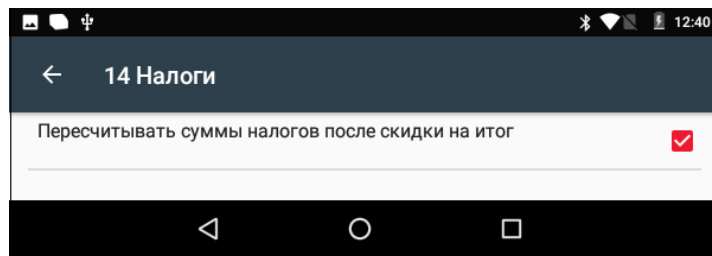 12:40
14 Налоги
Пересчитывать суммы налогов после скидки на итог